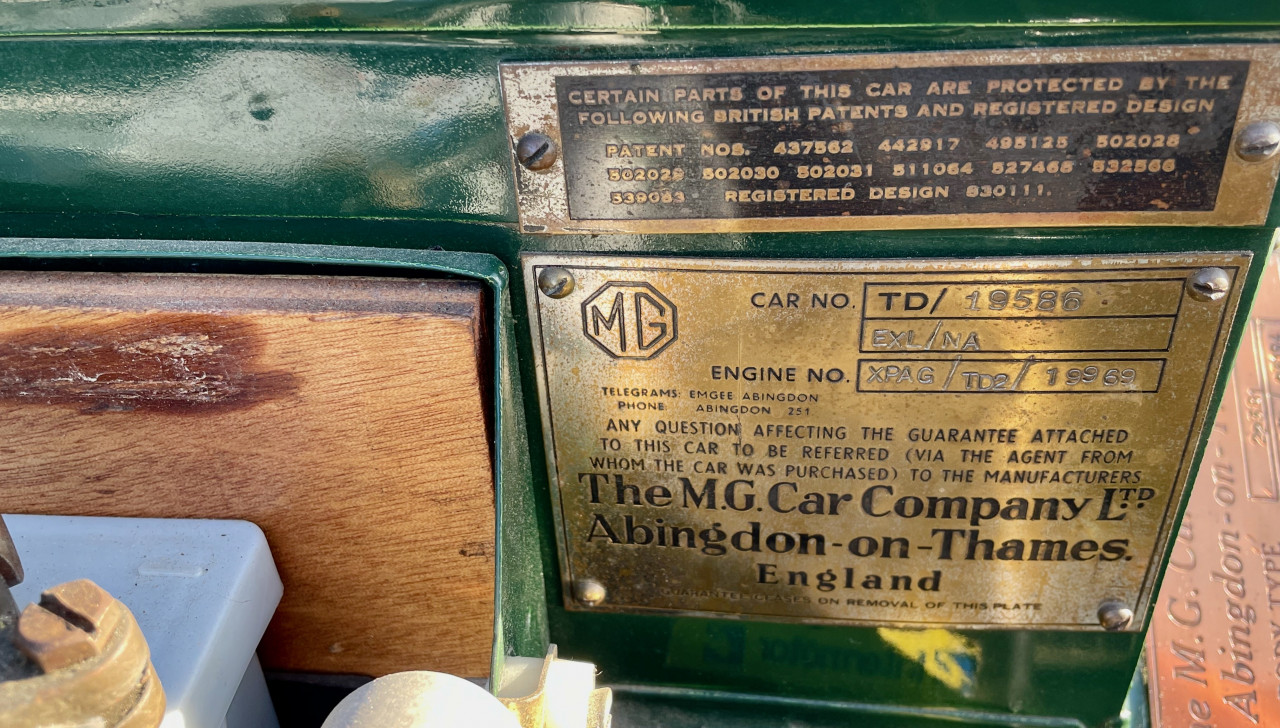 CERTAIN PARTS OF THIS CAR ARE PROTECTED BY THE
FOLLOWING BRITISH PATENTS AND REGISTERED DESIGN
PATENT NOS. 437562 442917 495125 502028
502029 502030 502031 511064 527466 532566
539083 REGISTERED DESIGN 830111.
MG
CAR NO. TD/ 19586
EXL/NA
ENGINE NO. XPAG/TD2/19969
TELEGRAMS: EMGEE ABINGDON
PHONE ABINGDON 251
ANY QUESTION AFFECTING THE GUARANTEE ATTACHED
TO THIS CAR TO BE REFERRED (VIA THE AGENT FROM
WHOM THE CAR WAS PURCHASED) TO THE MANUFACTURERS
The M.G. Car Company LTD
Abingdon-on-Thames.
England
GUARANTEE CEASES ON REMOVAL OF THIS PLATE
e M.G. Ca
Abingdon-on-